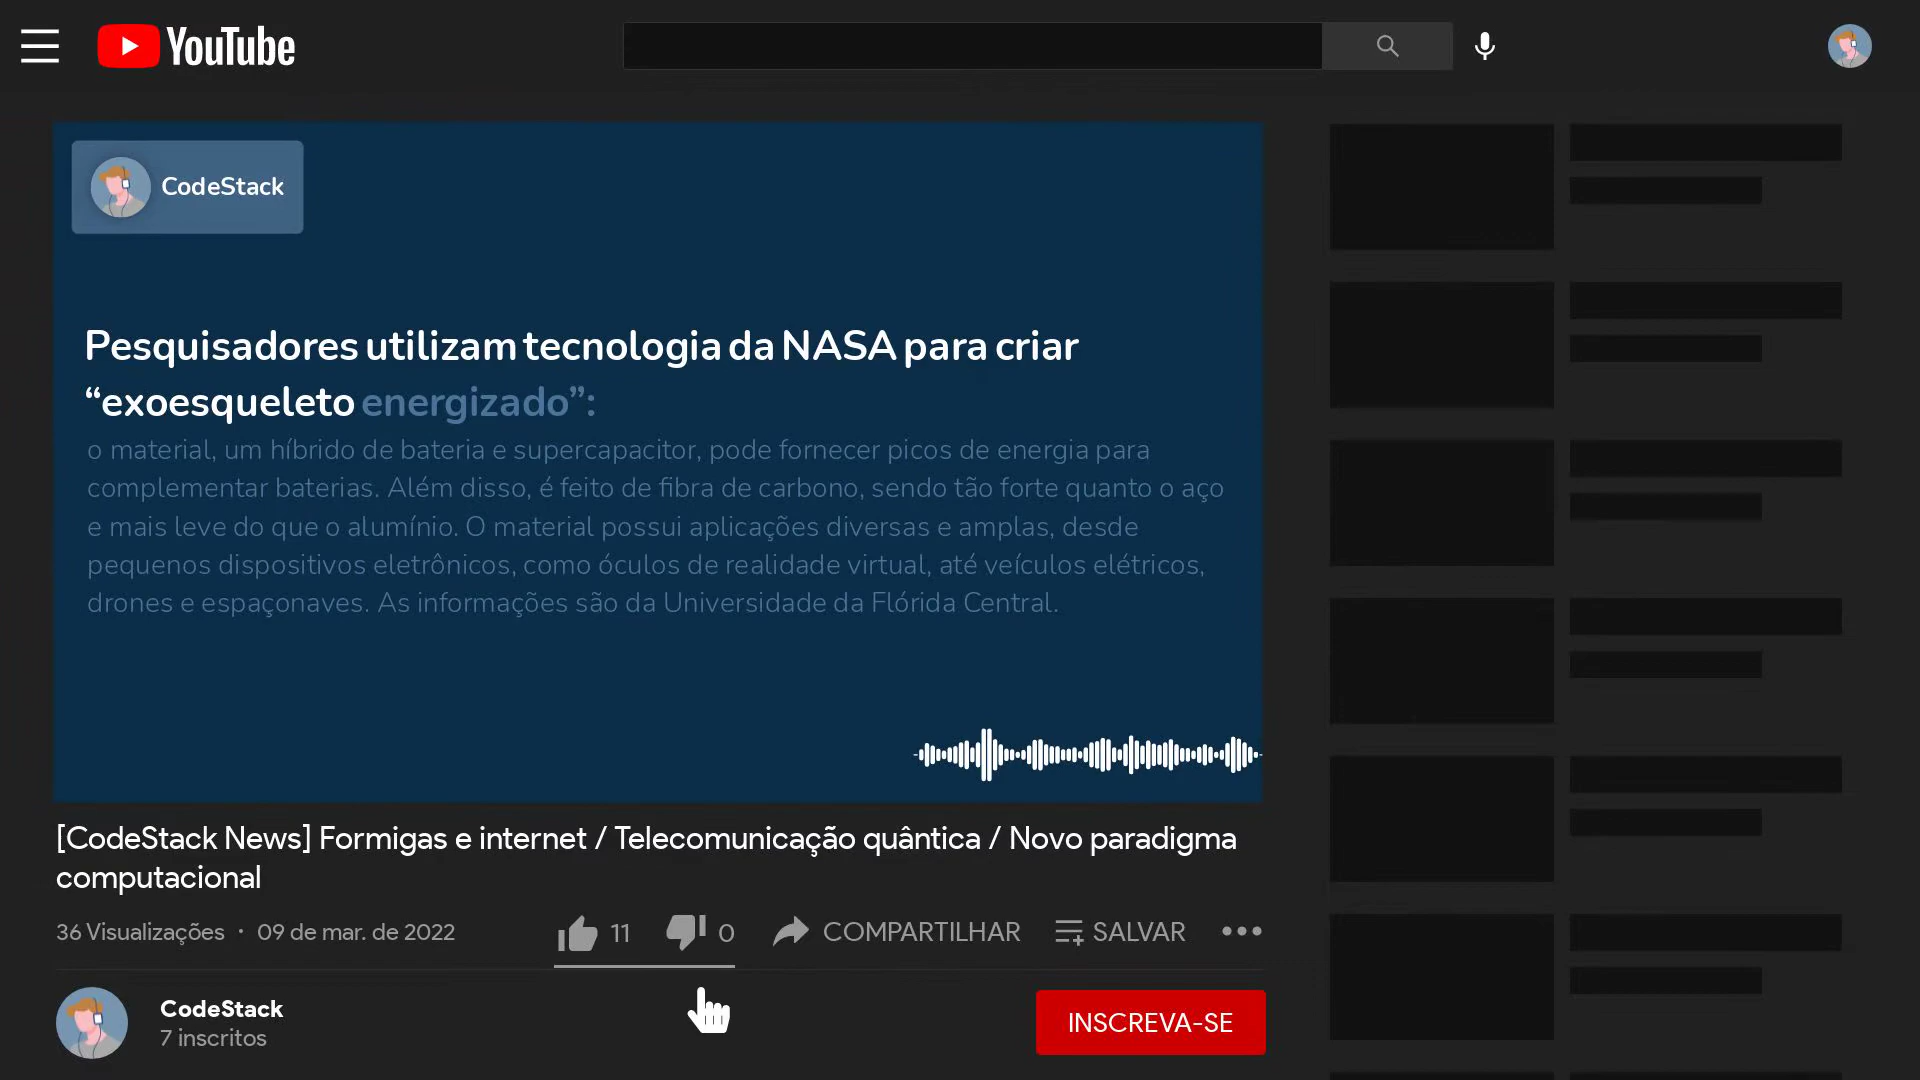 YouTube
CodeStack
Pesquisadores utilizam tecnologia da NASA para criar
“exoesqueleto energizado”:
o material, um híbrido de bateria e supercapacitor, pode fornecer picos de energia para
complementar baterias. Além disso, é feito de fibra de carbono, sendo tão forte quanto o aço
e mais leve do que o alumínio. O material possui aplicações diversas e amplas, desde
pequenos dispositivos eletrônicos, como óculos de realidade virtual, até veículos elétricos,
drones e espaçonaves. As informações são da Universidade da Flórida Central.
[CodeStack News] Formigas e internet / Telecomunicação quântica / Novo paradigma
computacional
36 Visualizações · 09 de mar. de 2022 11 0 COMPARTILHAR SALVAR
CodeStack
7 inscritos
INSCREVA-SE